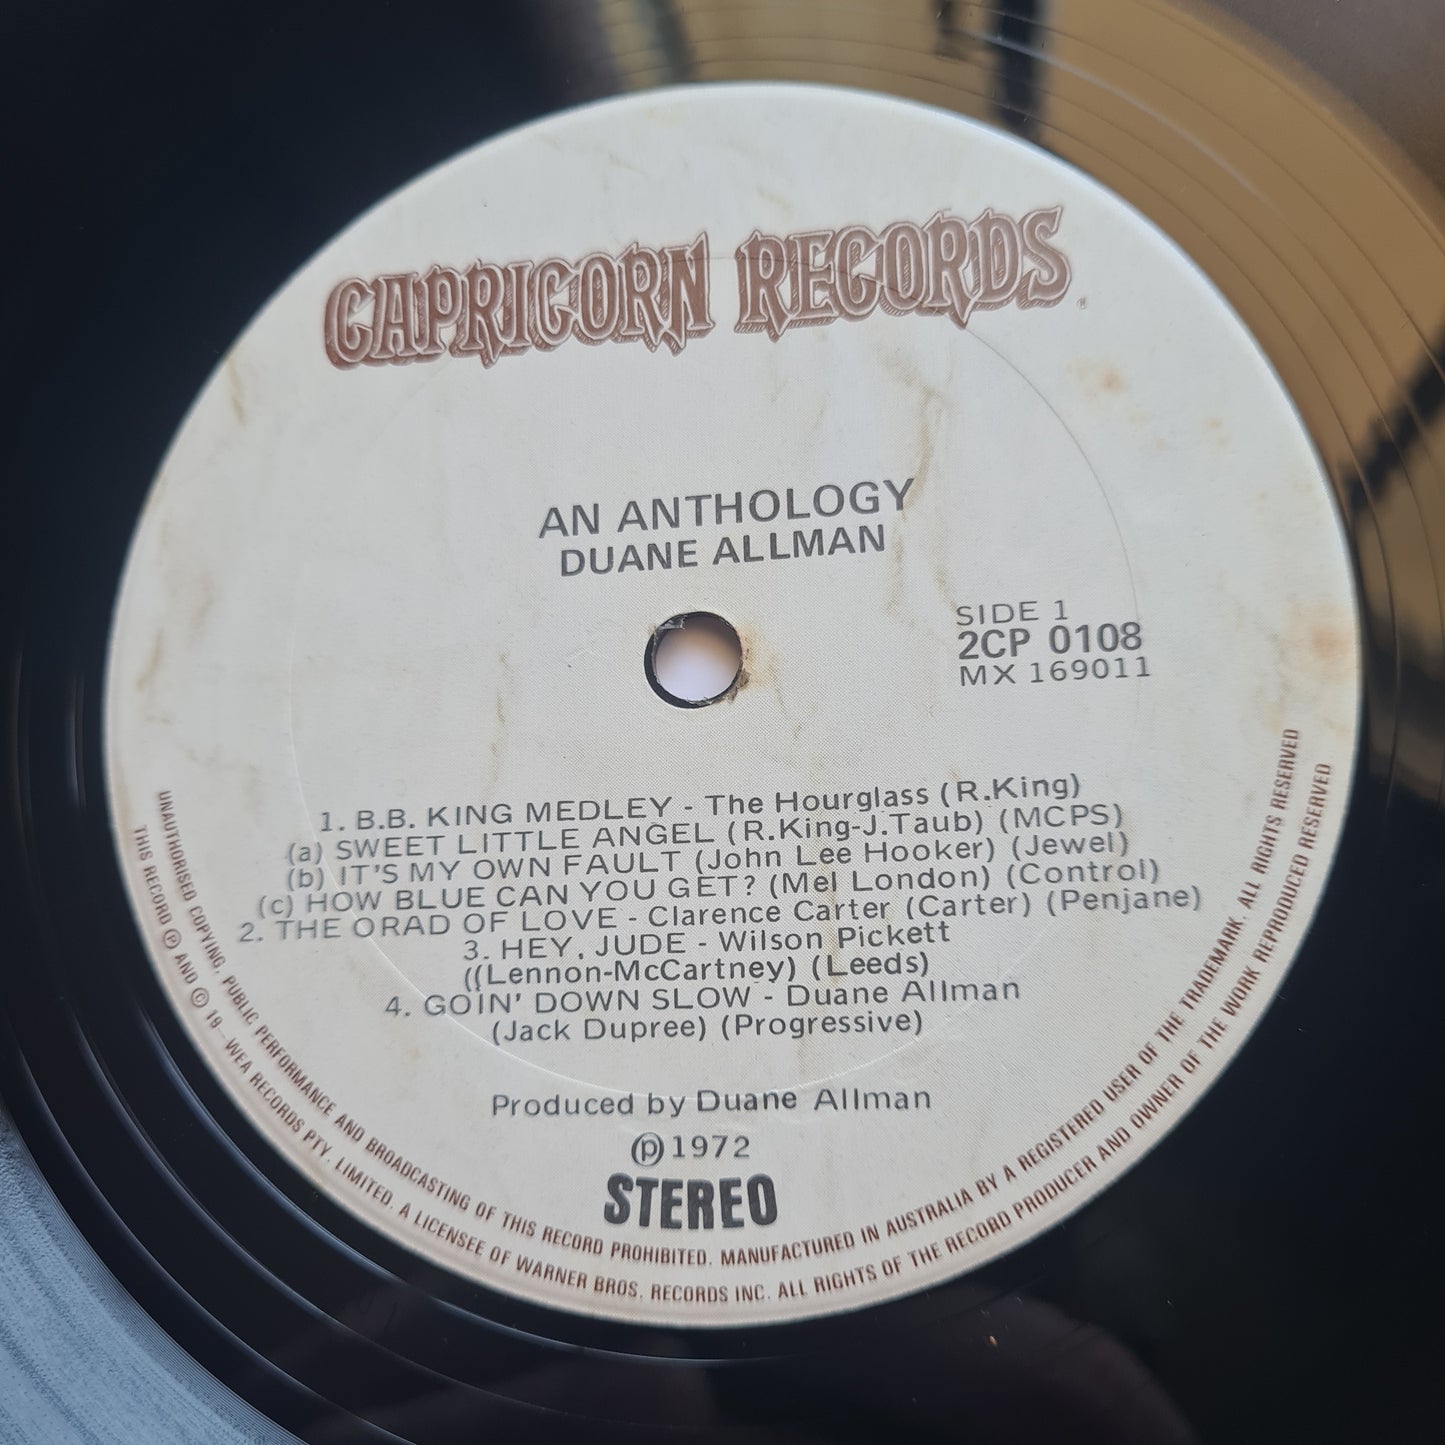 CAPRICORN RECORDS
AN ANTHOLOGY
DUANE ALLMAN
SIDE 1
2CP 0108
MX 169011
1. B.B. KING MEDLEY - The Hourglass (R.King)
(a) SWEET LITTLE ANGEL (R.King-J.Taub) (MCPS)
(b) IT'S MY OWN FAULT (John Lee Hooker) (Jewel)
(c) HOW BLUE CAN YOU GET? (Mel London) (Control)
2. THE ORAD OF LOVE - Clarence Carter (Carter) (Penjane)
3. HEY, JUDE - Wilson Pickett
((Lennon-McCartney) (Leeds)
4. GOIN' DOWN SLOW - Duane Allman
(Jack Dupree) (Progressive)
Produced by Duane Allman
℗ 1972
STEREO
UNAUTHORISED COPYING, PUBLIC PERFORMANCE AND BROADCASTING OF THIS RECORD PROHIBITED. MANUFACTURED IN AUSTRALIA BY A REGISTERED USER OF THE TRADEMARK. ALL RIGHTS RESERVED
THIS RECORD ℗ AND © 19—WEA RECORDS PTY. LIMITED. A LICENSEE OF WARNER BROS. RECORDS INC. ALL RIGHTS OF THE RECORD PRODUCER AND OWNER OF THE WORK REPRODUCED RESERVED